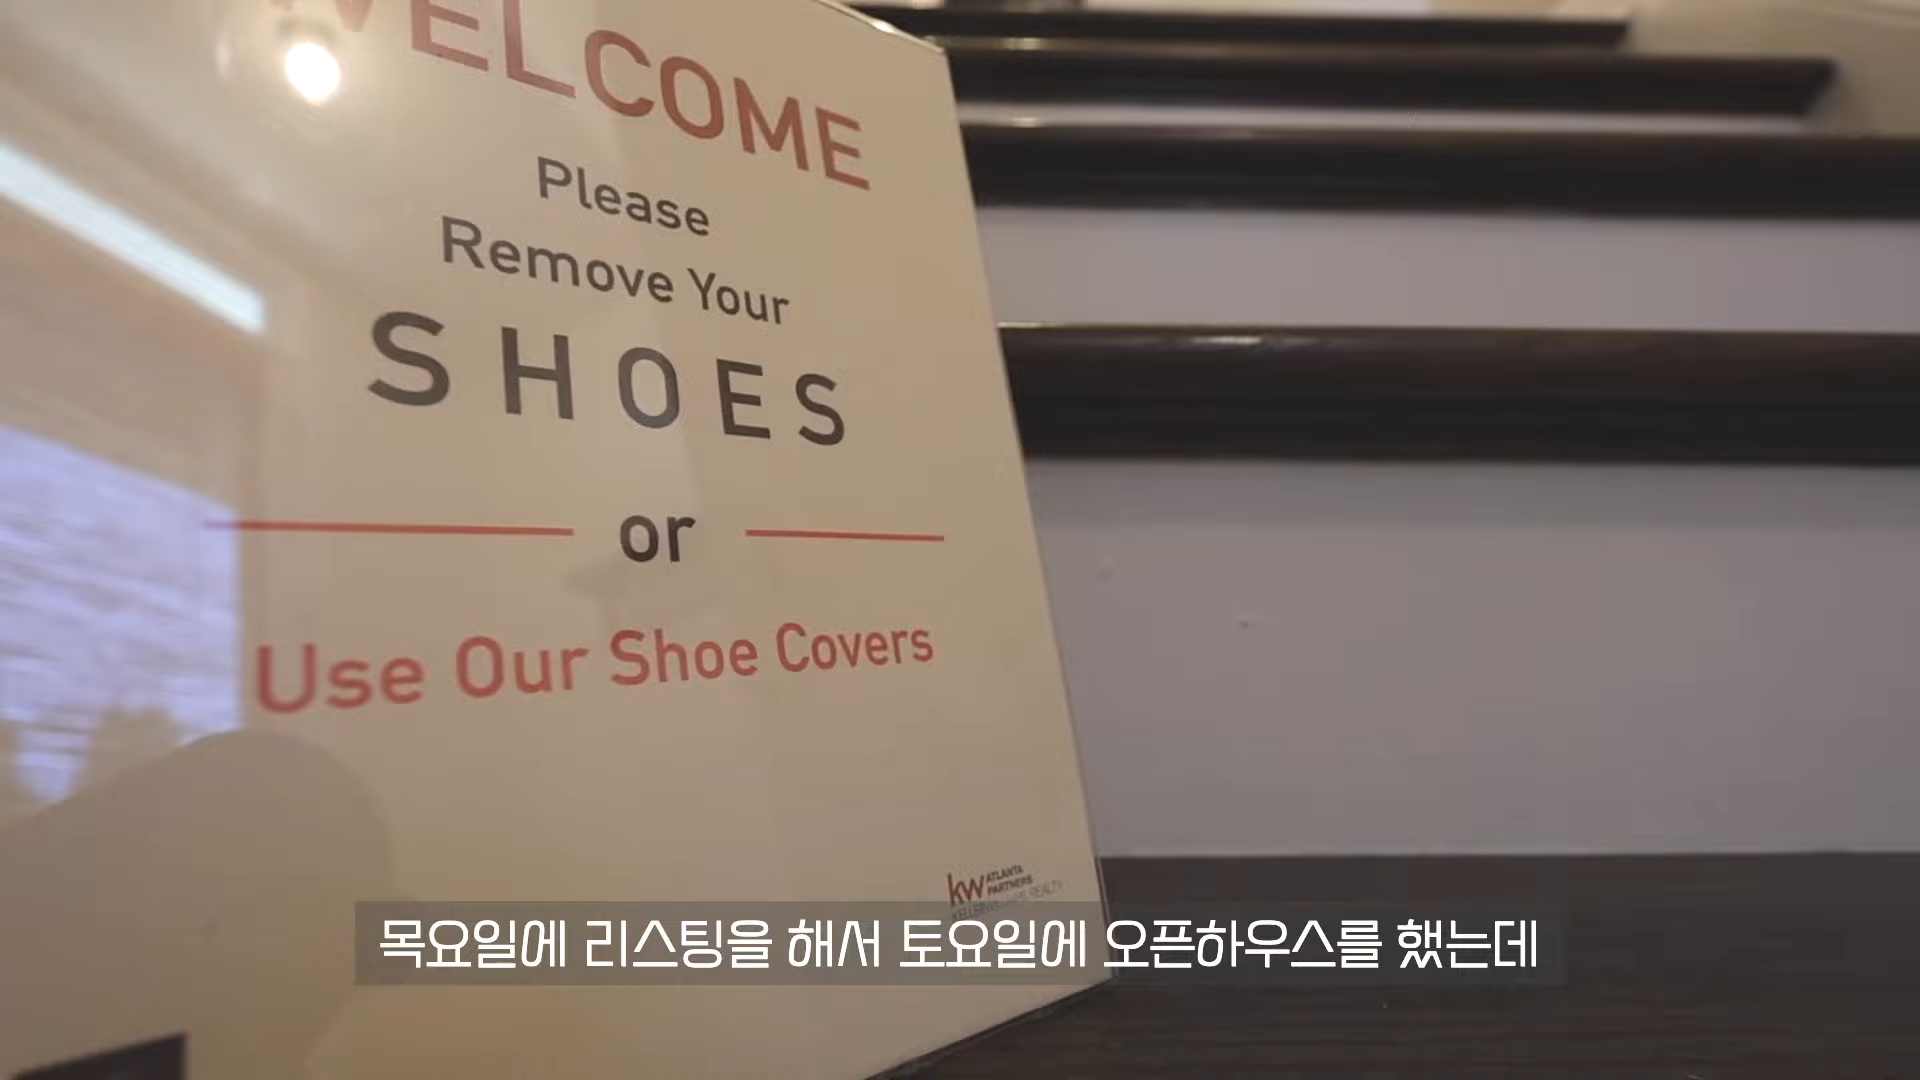 WELCOME
Please
Remove Your
SHOES
or
Use Our Shoe Covers
kw ATLANTA
PARTNERS
REALTY
목요일에 리스팅을 해서 토요일에 오픈하우스를 했는데